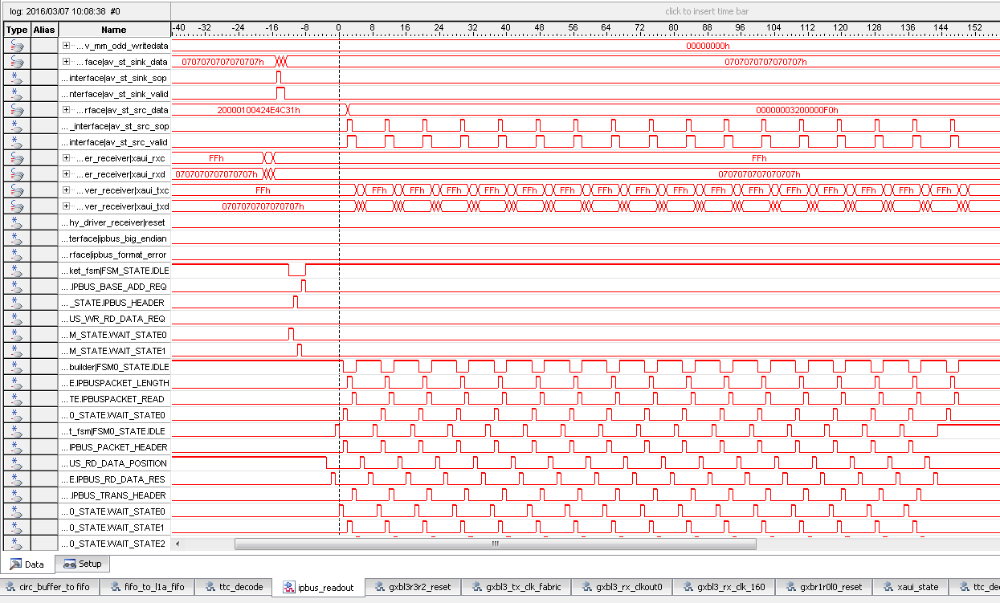 log: 2016/03/07 10:08:38 #0
click to insert time bar
Type Alias Name -40 -32 -24 -16 -8 0 8 16 24 32 40 48 56 64 72 80 88 96 104 112 120 128 136 144 152
...v_mm_odd_writedata 00000000h
...face|av_st_sink_data 0707070707070707h 0707070707070707h
...interface|av_st_sink_sop
...nterface|av_st_sink_valid
...rface|av_st_src_data 20000100424E4C31h 00000003200000F0h
..._interface|av_st_src_sop
...interface|av_st_src_valid
...er_receiver|xaui_rxc FFh FFh
...er_receiver|xaui_rxd 0707070707070707h 0707070707070707h
...ver_receiver|xaui_txc FFh FFh FFh FFh FFh FFh FFh FFh FFh FFh FFh FFh FFh FFh FFh FFh FFh
...ver_receiver|xaui_txd 0707070707070707h
...hy_driver_receiver|reset
...terface|ipbus_big_endian
...rface|ipbus_format_error
...ket_fsm|FSM_STATE.IDLE
....IPBUS_BASE_ADD_REQ
..._STATE.IPBUS_HEADER
...US_WR_RD_DATA_REQ
...M_STATE.WAIT_STATE0
...M_STATE.WAIT_STATE1
...builder|FSM0_STATE.IDLE
...E.IPBUSPACKET_LENGTH
...TE.IPBUSPACKET_READ
...0_STATE.WAIT_STATE0
...t_fsm|FSM0_STATE.IDLE
....IPBUS_PACKET_HEADER
...US_RD_DATA_POSITION
...E.IPBUS_RD_DATA_RES
....IPBUS_TRANS_HEADER
...0_STATE.WAIT_STATE0
...0_STATE.WAIT_STATE1
...0_STATE.WAIT_STATE2
Data Setup
circ_buffer_to fifo fifo_to_l1a_fifo ttc_decode ipbus_readout gxbl3r3r2_reset gxbl3_tx_clk_fabric gxbl3_rx_clkout0 gxbl3_rx_clk_160 gxbr1r0l0_reset xaui_state ttc_de